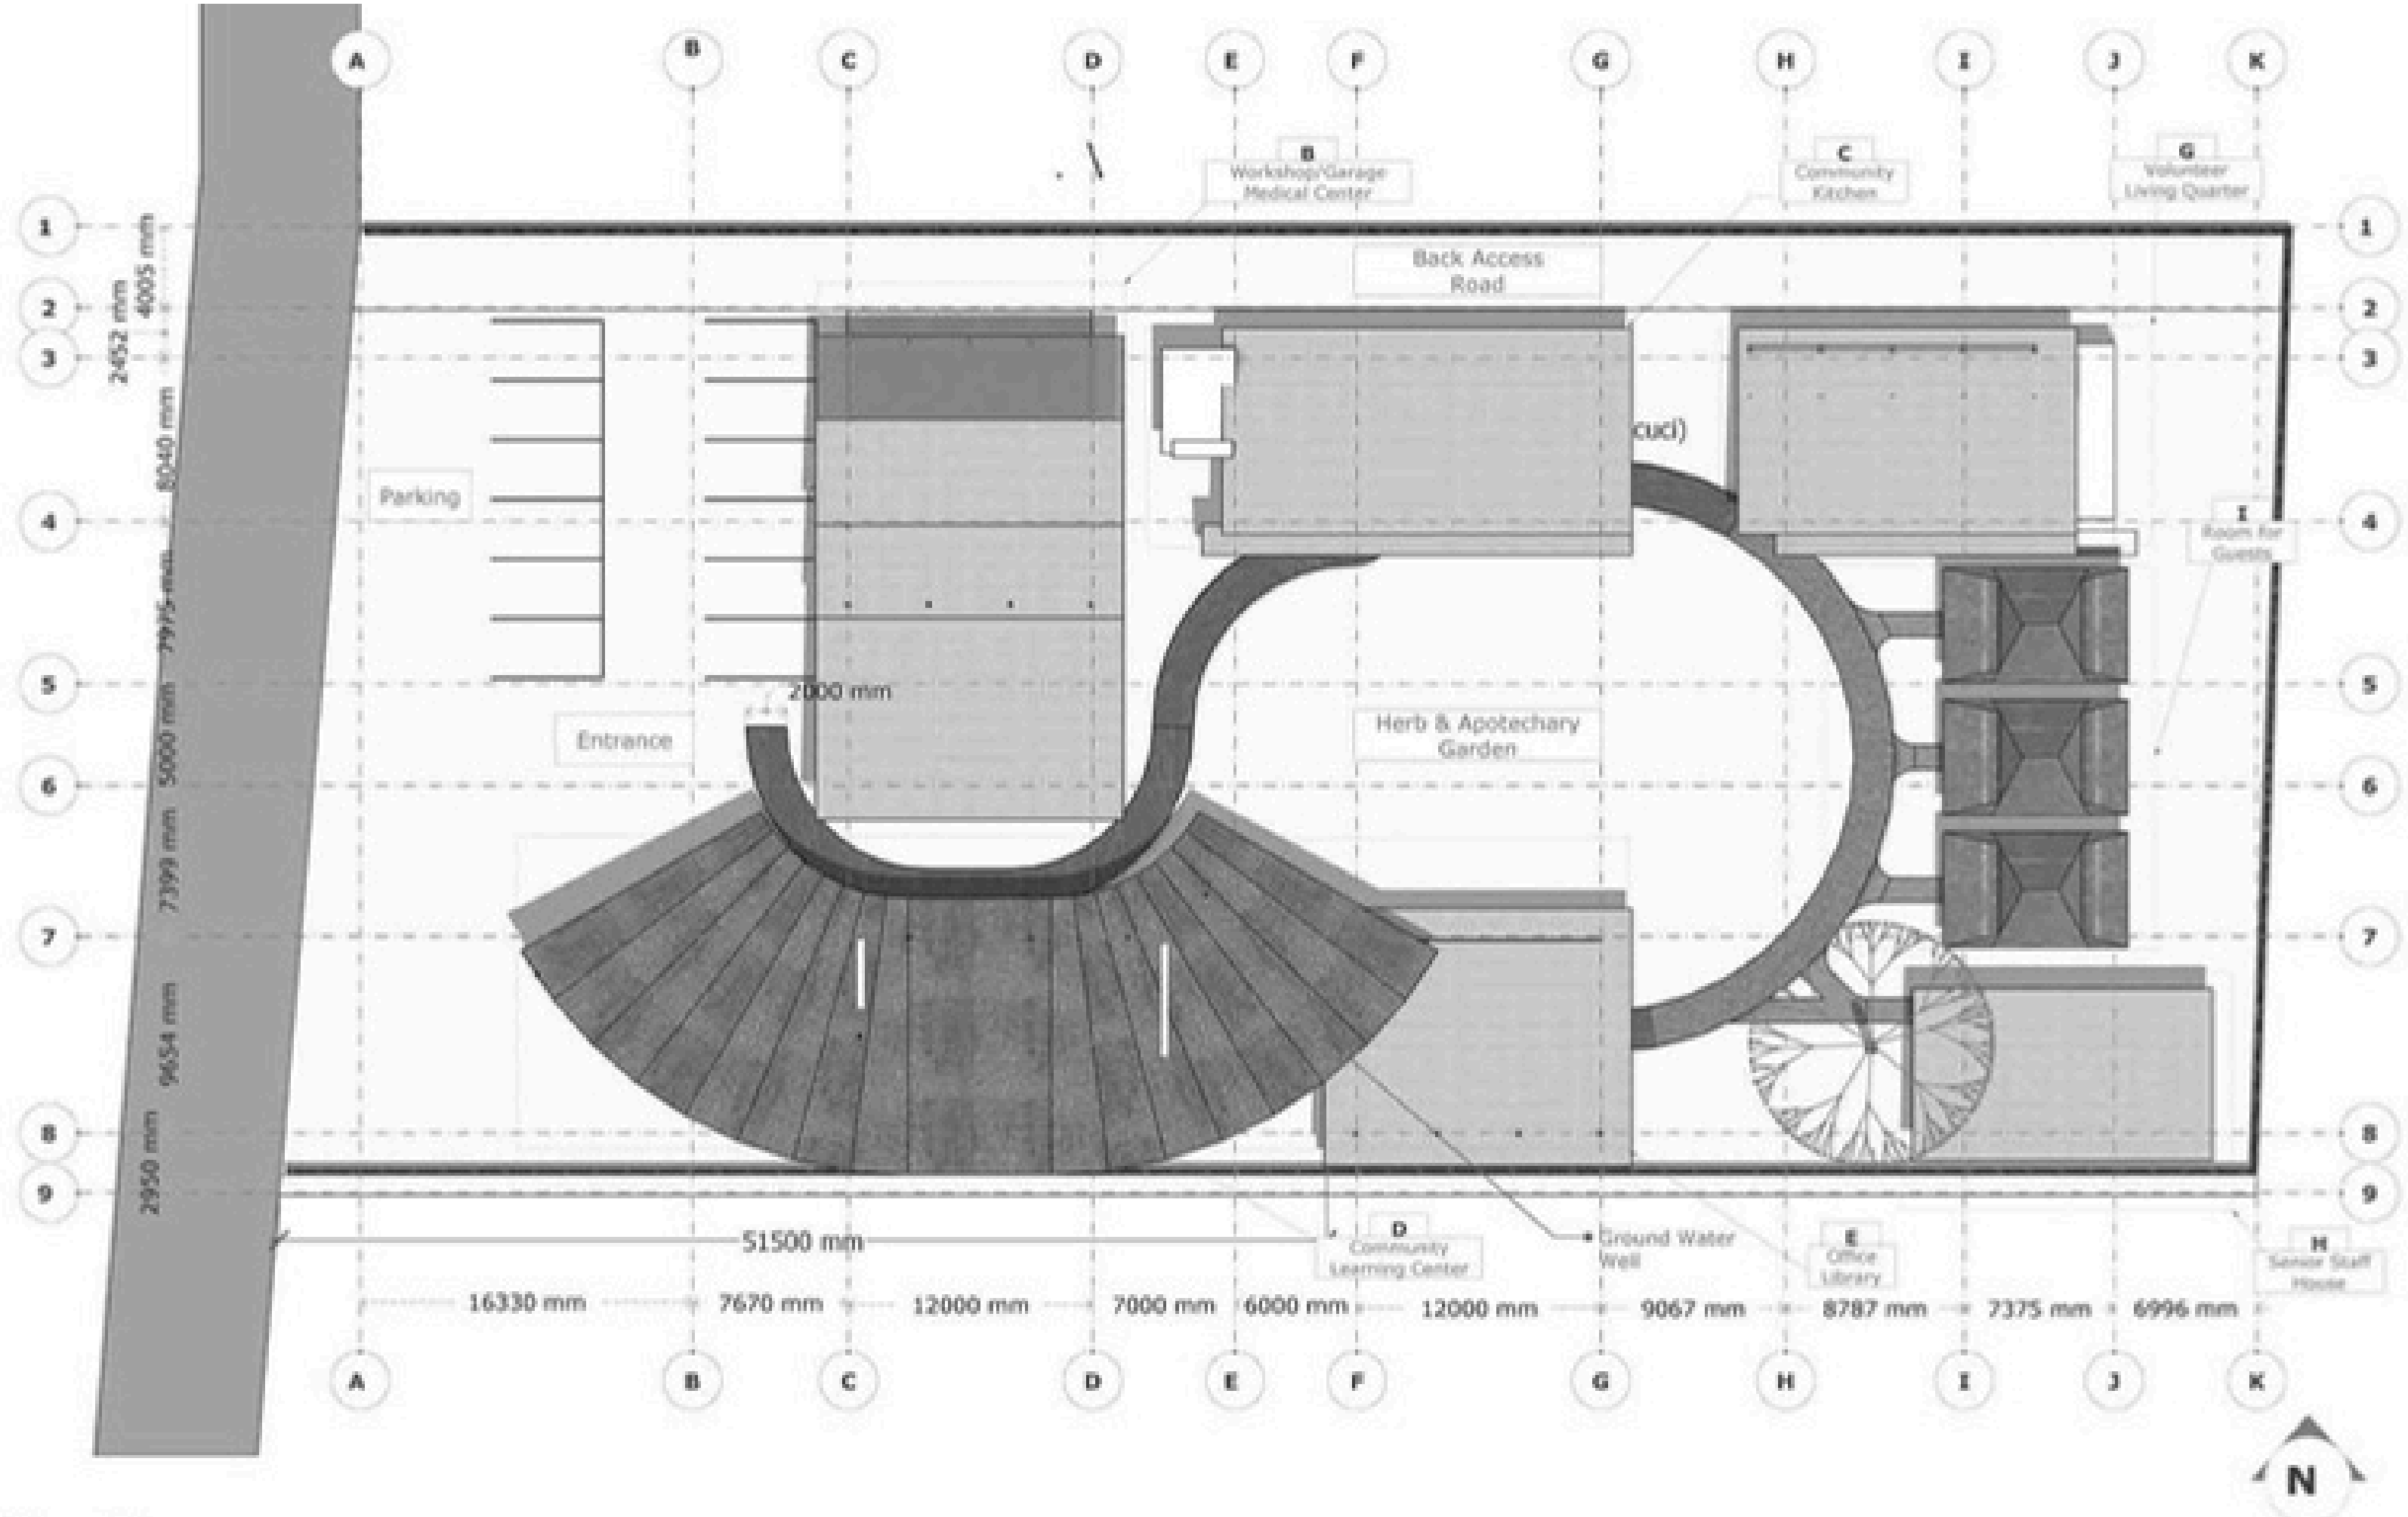 A B C D E F G H I J K
B
Workshop/Garage
Medical Center
C
Community
Kitchen
G
Volunteer
Living Quarter
1 1
Back Access
Road
4005 mm
2452 mm
2 2
3 3
8040 mm
cuci)
Parking
4 4
I
Room for
Guests
7975 mm
5 5
2000 mm
5000 mm
Entrance
Herb & Apotechary
Garden
6 6
7399 mm
7 7
9654 mm
8 8
2950 mm
9 9
51500 mm
D
Community
Learning Center
Ground Water
Well
E
Office
Library
H
Senior Staff
House
16330 mm 7670 mm 12000 mm 7000 mm 6000 mm 12000 mm 9067 mm 8787 mm 7375 mm 6996 mm
A B C D E F G H I J K
N